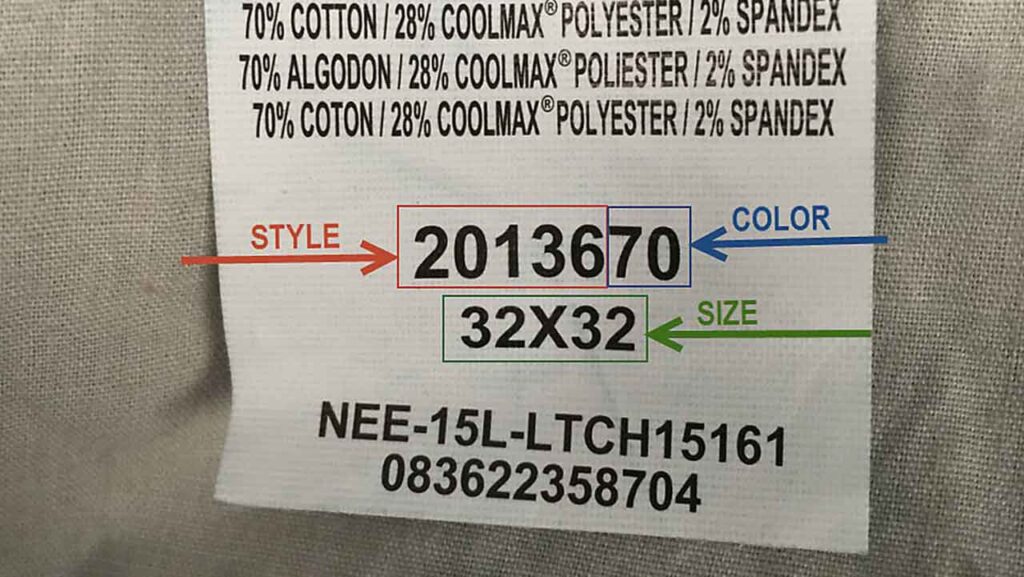 70% COTTON / 28% COOLMAX® POLYESTER / 2% SPANDEX
70% ALGODON / 28% COOLMAX® POLIESTER / 2% SPANDEX
70% COTON / 28% COOLMAX® POLYESTER / 2% SPANDEX
STYLE 2013670 COLOR
32X32 SIZE
NEE-15L-LTCH15161
083622358704